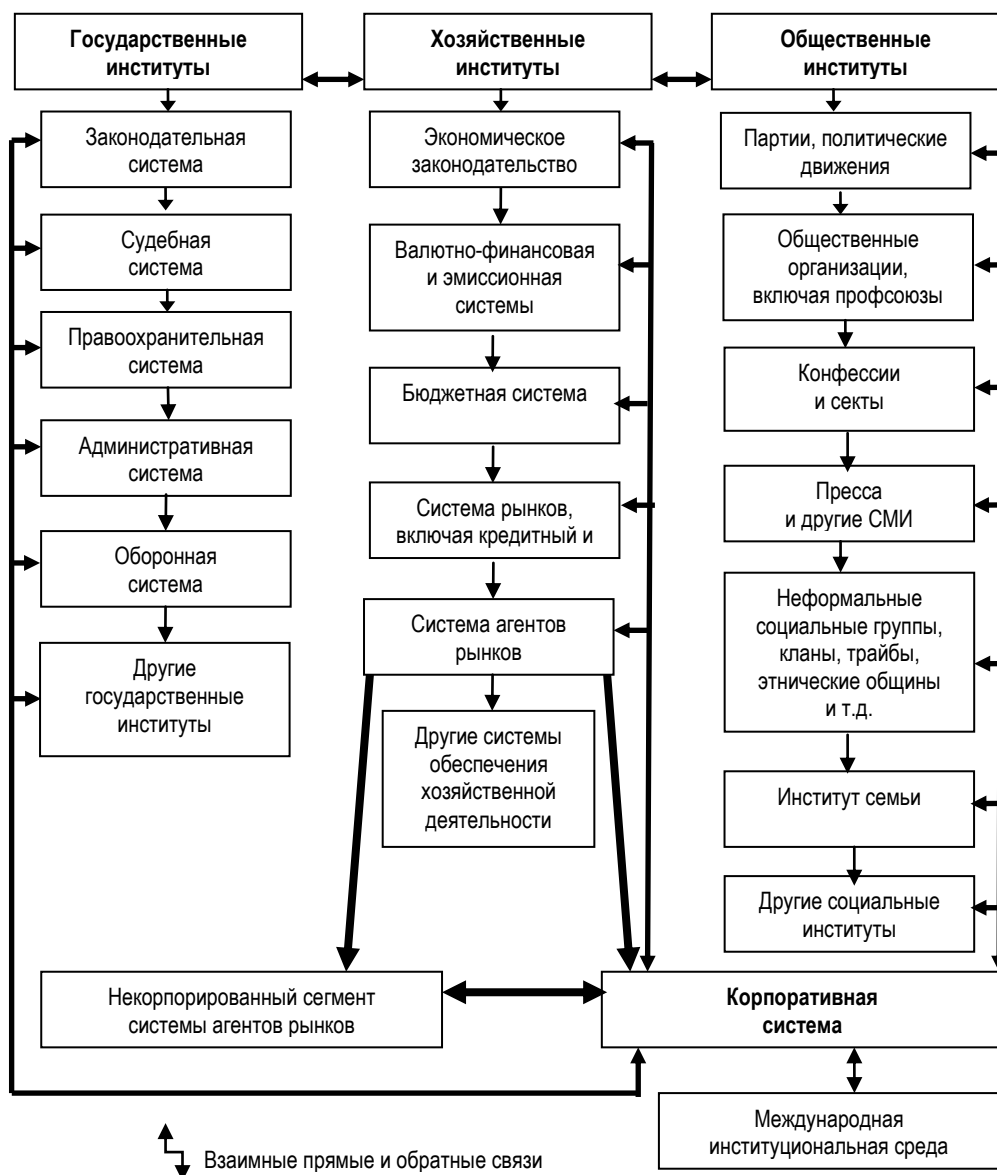 Государственные
институты
Хозяйственные
институты
Общественные
институты
Законодательная
система
Судебная
система
Правоохранительная
система
Административная
система
Оборонная
система
Другие
государственные
институты
Экономическое
законодательство
Валютно-финансовая
и эмиссионная
системы
Бюджетная система
Система рынков,
включая кредитный и
Система агентов
рынков
Другие системы
обеспечения
хозяйственной
деятельности
Партии, политические
движения
Общественные
организации,
включая профсоюзы
Конфессии
и секты
Пресса
и другие СМИ
Неформальные
социальные группы,
кланы, трайбы,
этнические общины
и т.д.
Институт семьи
Другие социальные
институты
Некорпорированный сегмент
системы агентов рынков
Корпоративная
система
Международная
институциональная среда
Взаимные прямые и обратные связи